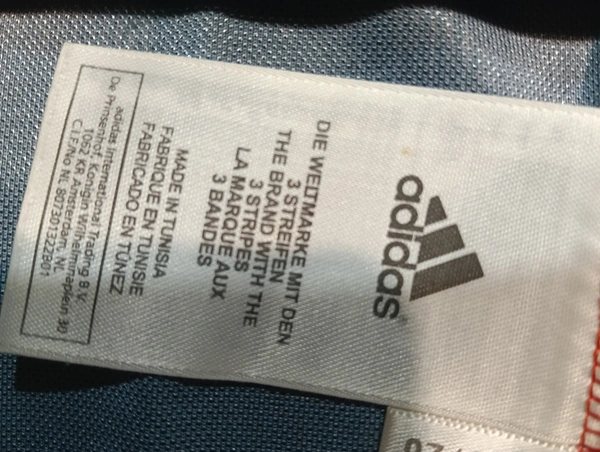 adidas
DIE WELTMARKE MIT DEN
3 STREIFEN
THE BRAND WITH THE
3 STRIPES
LA MARQUE AUX
3 BANDES
MADE IN TUNISIA
FABRIQUE EN TUNISIE
FABRICADO EN TÚNEZ
adidas International Trading B.V.
De Prinsenhof, Konigin Wilhelminaplein 30
1062 KR Amsterdam, NL
C.I.F./No NL 807301322B01